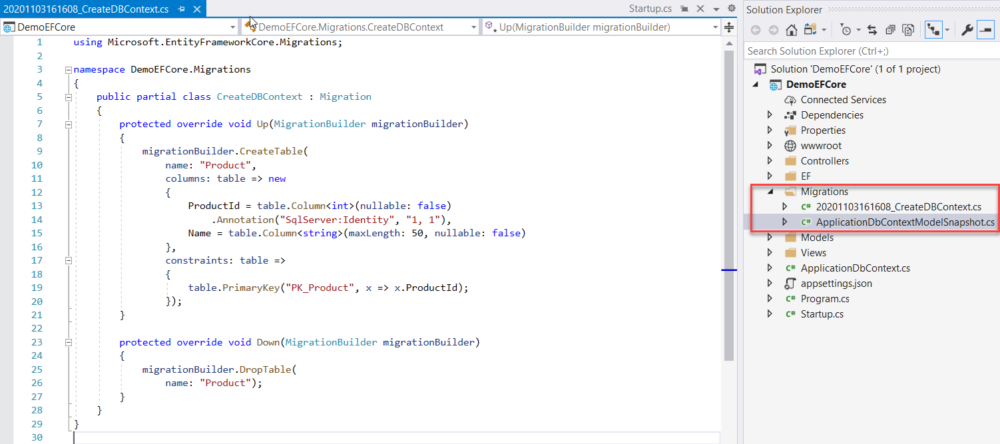 20201103161608_CreateDBContext.cs
Startup.cs
DemoEFCore
DemoEFCore.Migrations.CreateDBContext
Up(MigrationBuilder migrationBuilder)
1 using Microsoft.EntityFrameworkCore.Migrations;
2
3 namespace DemoEFCore.Migrations
4 {
5 public partial class CreateDBContext : Migration
6 {
7 protected override void Up(MigrationBuilder migrationBuilder)
8 {
9 migrationBuilder.CreateTable(
10 name: "Product",
11 columns: table => new
12 {
13 ProductId = table.Column<int>(nullable: false)
14 .Annotation("SqlServer:Identity", "1, 1"),
15 Name = table.Column<string>(maxLength: 50, nullable: false)
16 },
17 constraints: table =>
18 {
19 table.PrimaryKey("PK_Product", x => x.ProductId);
20 });
21 }
22
23 protected override void Down(MigrationBuilder migrationBuilder)
24 {
25 migrationBuilder.DropTable(
26 name: "Product");
27 }
28 }
29 }
30
Solution Explorer
Search Solution Explorer (Ctrl+;)
Solution 'DemoEFCore' (1 of 1 project)
DemoEFCore
Connected Services
Dependencies
Properties
wwwroot
Controllers
EF
Migrations
C# 20201103161608_CreateDBContext.cs
C# ApplicationDbContextModelSnapshot.cs
Models
Views
C# ApplicationDbContext.cs
appsettings.json
C# Program.cs
C# Startup.cs